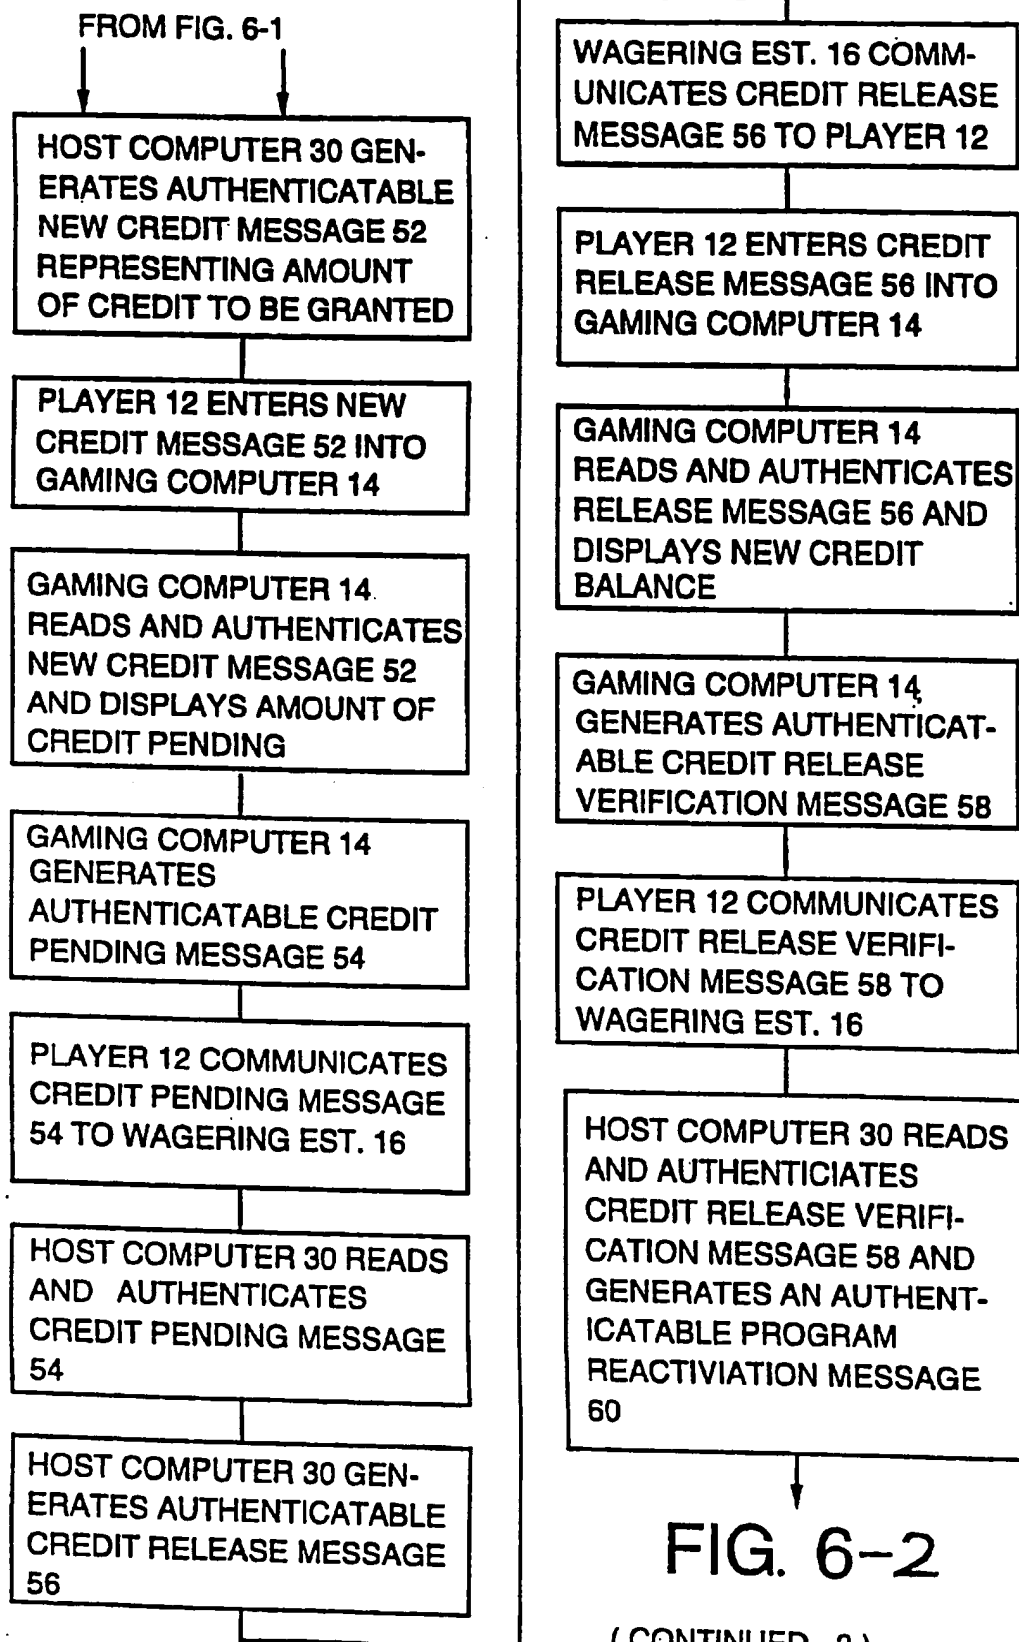 FROM FIG. 6-1
HOST COMPUTER 30 GEN-
ERATES AUTHENTICATABLE
NEW CREDIT MESSAGE 52
REPRESENTING AMOUNT
OF CREDIT TO BE GRANTED
PLAYER 12 ENTERS NEW
CREDIT MESSAGE 52 INTO
GAMING COMPUTER 14
GAMING COMPUTER 14
READS AND AUTHENTICATES
NEW CREDIT MESSAGE 52
AND DISPLAYS AMOUNT OF
CREDIT PENDING
GAMING COMPUTER 14
GENERATES
AUTHENTICATABLE CREDIT
PENDING MESSAGE 54
PLAYER 12 COMMUNICATES
CREDIT PENDING MESSAGE
54 TO WAGERING EST. 16
HOST COMPUTER 30 READS
AND AUTHENTICATES
CREDIT PENDING MESSAGE
54
HOST COMPUTER 30 GEN-
ERATES AUTHENTICATABLE
CREDIT RELEASE MESSAGE
56
WAGERING EST. 16 COMM-
UNICATES CREDIT RELEASE
MESSAGE 56 TO PLAYER 12
PLAYER 12 ENTERS CREDIT
RELEASE MESSAGE 56 INTO
GAMING COMPUTER 14
GAMING COMPUTER 14
READS AND AUTHENTICATES
RELEASE MESSAGE 56 AND
DISPLAYS NEW CREDIT
BALANCE
GAMING COMPUTER 14
GENERATES AUTHENTICAT-
ABLE CREDIT RELEASE
VERIFICATION MESSAGE 58
PLAYER 12 COMMUNICATES
CREDIT RELEASE VERIFI-
CATION MESSAGE 58 TO
WAGERING EST. 16
HOST COMPUTER 30 READS
AND AUTHENTICIATES
CREDIT RELEASE VERIFI-
CATION MESSAGE 58 AND
GENERATES AN AUTHENT-
ICATABLE PROGRAM
REACTIVIATION MESSAGE
60
FIG. 6-2
(CONTINUED